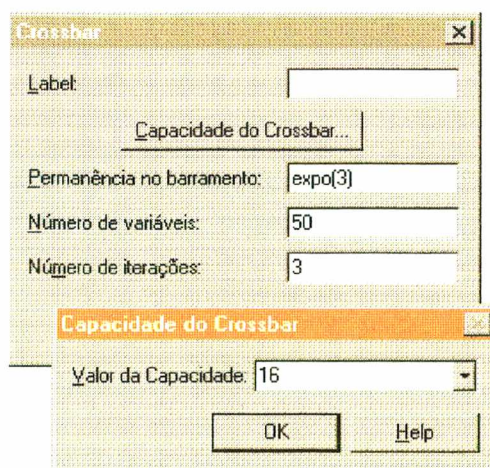 Crossbar
Label:
Capacidade do Crossbar...
Permanência no barramento: expo(3)
Número de variáveis: 50
Número de iterações: 3
Capacidade do Crossbar
Valor da Capacidade: 16
OK Help